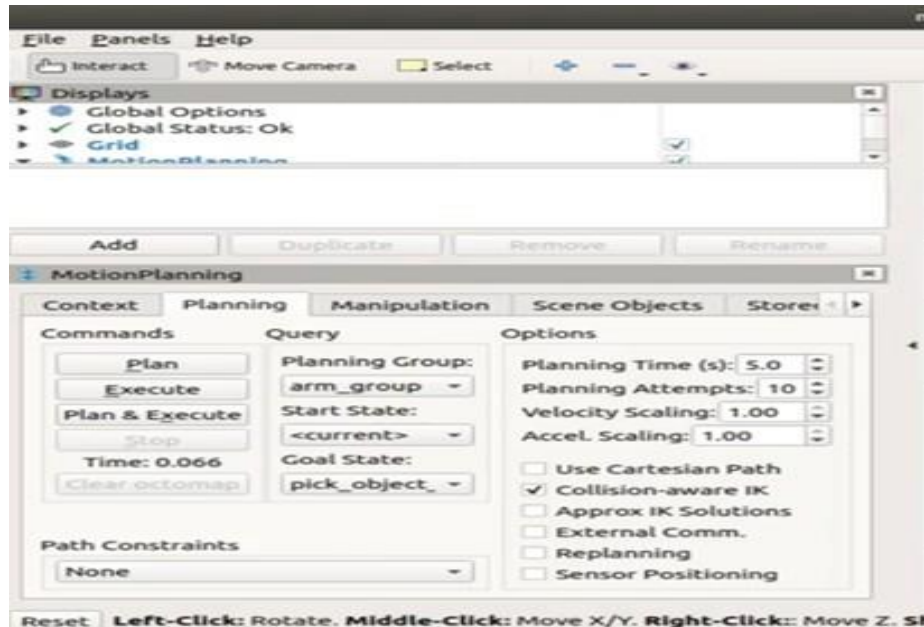 File Panels Help
Interact Move Camera Select
Displays
Global Options
Global Status: Ok
Grid
MotionPlanning
Add Duplicate Remove Rename
MotionPlanning
Context Planning Manipulation Scene Objects
Commands Query Options
Plan
Execute
Plan & Execute
Stop
Time: 0.066
Clear octomap
Planning Group:
arm_group
Start State:
<current>
Goal State:
pick_object_
Planning Time (s): 5.0
Planning Attempts: 10
Velocity Scaling: 1.00
Accel. Scaling: 1.00
Use Cartesian Path
Collision-aware IK
Approx IK Solutions
External Comm.
Replanning
Sensor Positioning
Path Constraints
None
Reset Left-Click: Rotate. Middle-Click: Move X/Y. Right-Click:: Move Z.